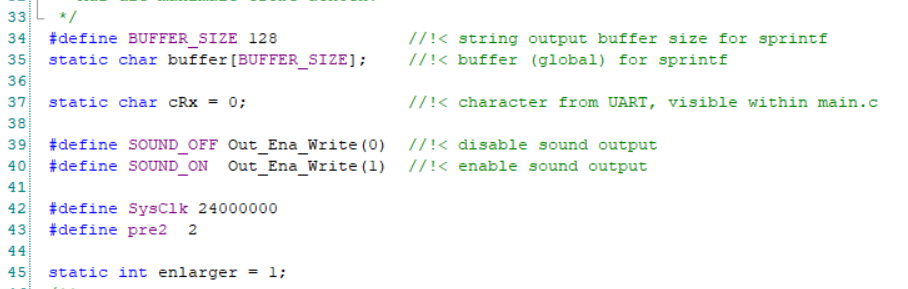 33 */
34 #define BUFFER_SIZE 128 //!< string output buffer size for sprintf
35 static char buffer[BUFFER_SIZE]; //!< buffer (global) for sprintf
36
37 static char cRx = 0; //!< character from UART, visible within main.c
38
39 #define SOUND_OFF Out_Ena_Write(0) //!< disable sound output
40 #define SOUND_ON Out_Ena_Write(1) //!< enable sound output
41
42 #define SysClk 24000000
43 #define pre2 2
44
45 static int enlarger = 1;